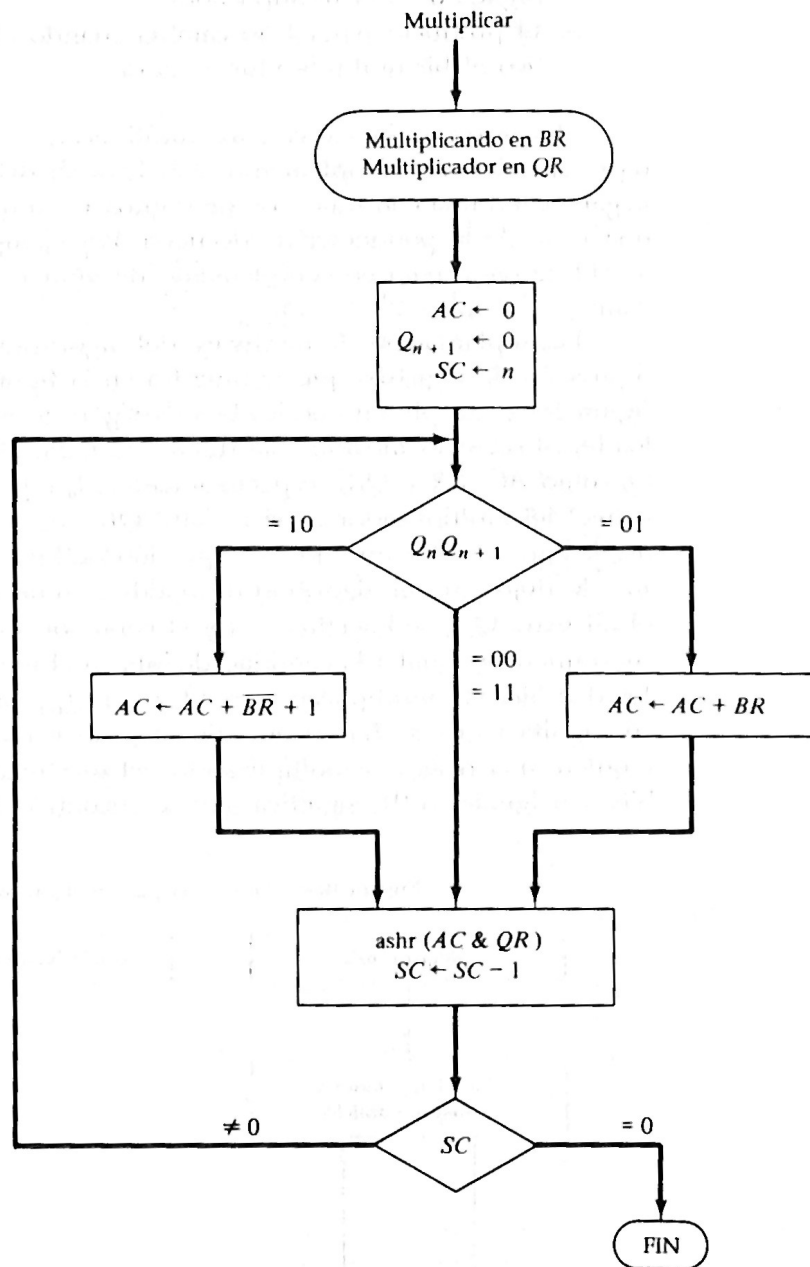 Multiplicar
Multiplicando en BR
Multiplicador en QR
AC ← 0
Qn + 1 ← 0
SC ← n
= 10
Qn Qn + 1
= 01
= 00
= 11
AC ← AC + B̅R̅ + 1
AC ← AC + BR
ashr (AC & QR)
SC ← SC − 1
≠ 0
SC
= 0
FIN